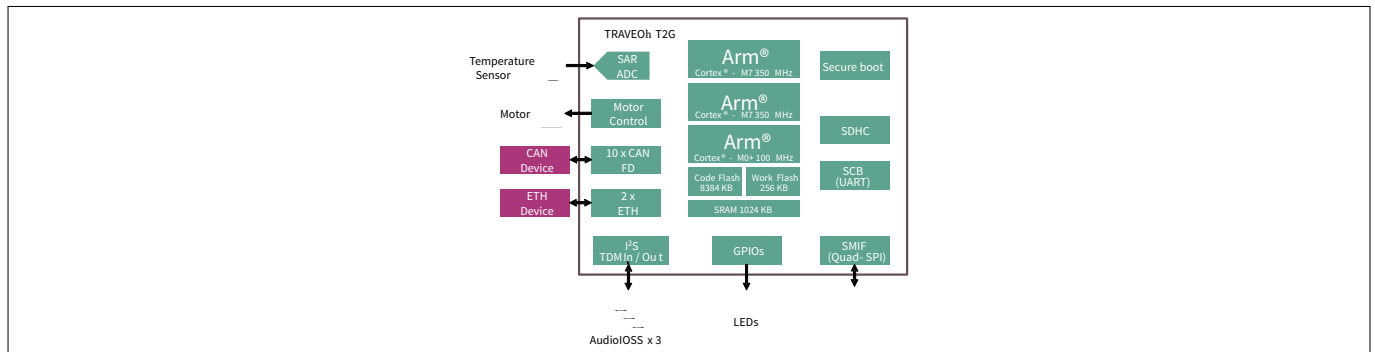 TRAVEOh T2G
Temperature
Sensor
SAR
ADC
Motor
Motor
Control
CAN
Device
10 x CAN
FD
ETH
Device
2 x
ETH
Arm®
Cortex® - M7 350 MHz
Arm®
Cortex® - M7 350 MHz
Arm®
Cortex® - M0+ 100 MHz
Code Flash
8384 KB
Work Flash
256 KB
SRAM 1024 KB
Secure boot
SDHC
SCB
(UART)
I²S
TDM In / Out
GPIOs
SMIF
(Quad- SPI)
LEDs
AudioIOSS x 3